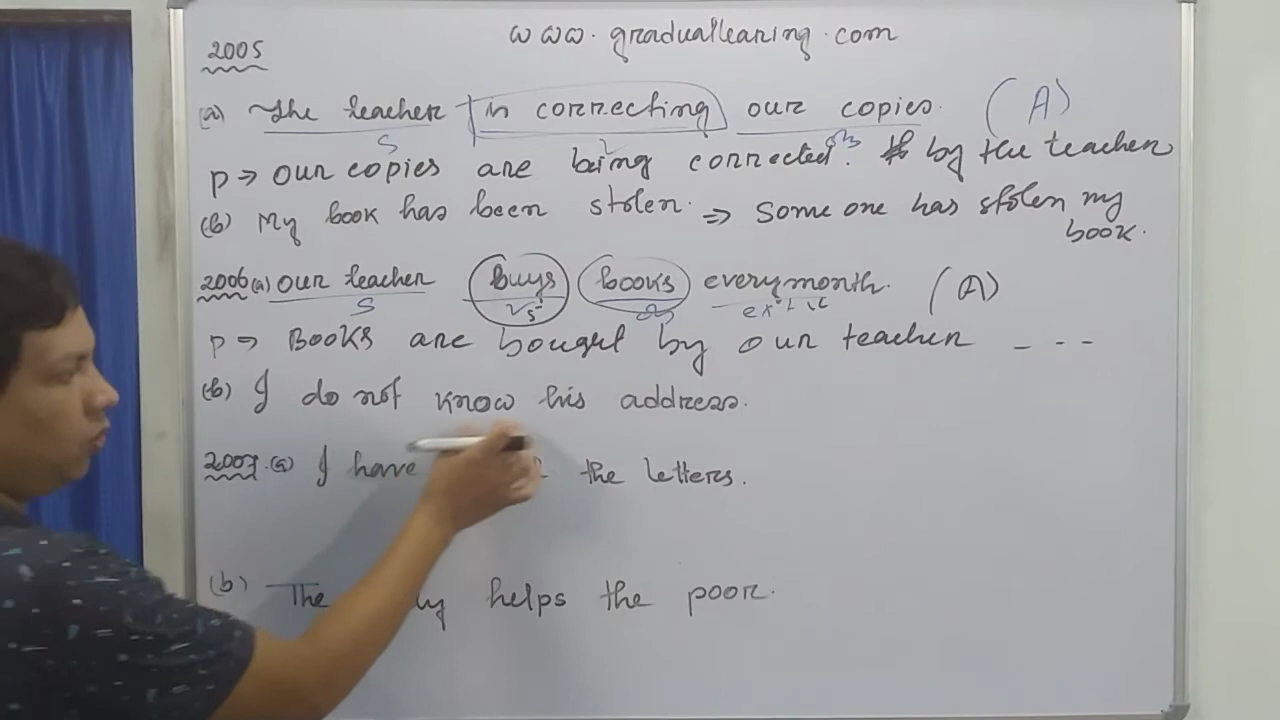 www.graduallearing.com
2005
(a) The teacher is correcting our copies. (A)
S V O
P → Our copies are being corrected. by the teacher
(b) My book has been stolen. ⇒ Some one has stolen my
book.
2006 (a) Our teacher buys books every month. (A)
S V5 O ext
P → Books are bought by our teacher - - -
(b) I do not know his address.
2007. (a) I have the letters.
(b) The helps the poor.